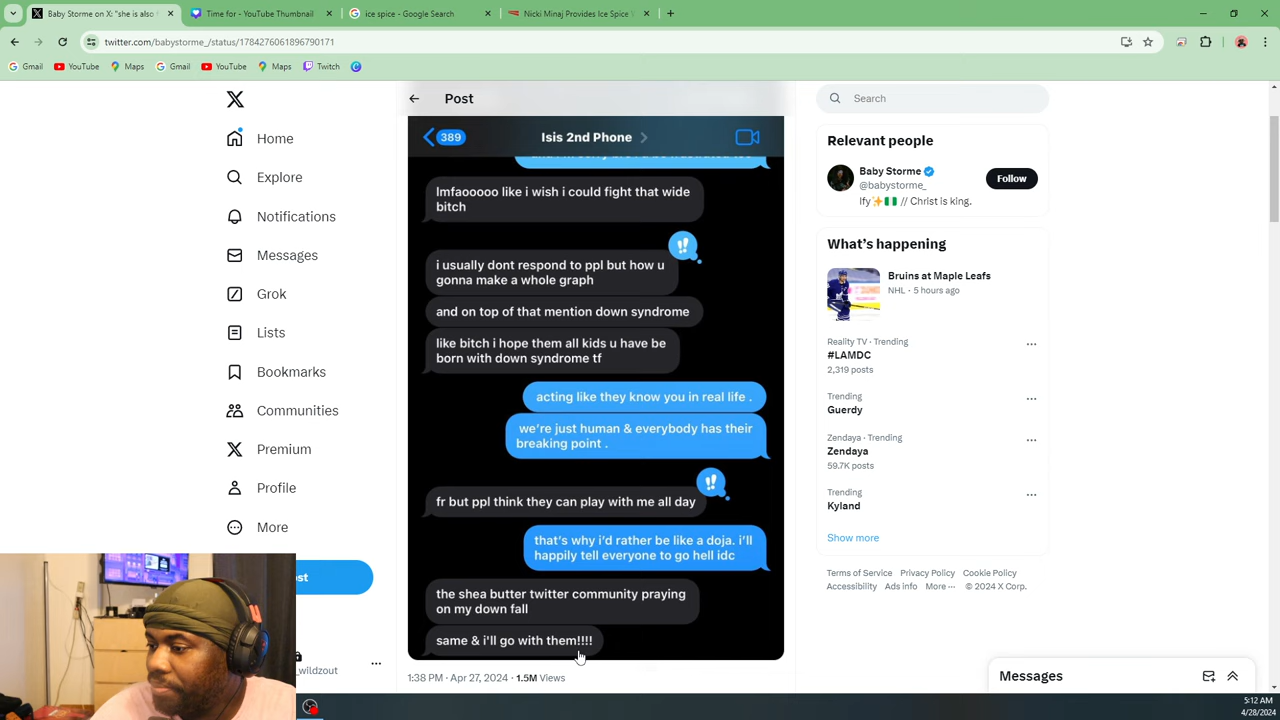 Baby Storme on X: "she is also r
Time for - YouTube Thumbnail
ice spice - Google Search
Nicki Minaj Provides Ice Spice V
twitter.com/babystorme_/status/1784276061896790171
Gmail
YouTube
Maps
Gmail
YouTube
Maps
Twitch
Home
Explore
Notifications
Messages
Grok
Lists
Bookmarks
Communities
Premium
Profile
More
st
_wildzout
Post
389
Isis 2nd Phone
lmfaooooo like i wish i could fight that wide
bitch
i usually dont respond to ppl but how u
gonna make a whole graph
and on top of that mention down syndrome
like bitch i hope them all kids u have be
born with down syndrome tf
acting like they know you in real life .
we’re just human & everybody has their
breaking point .
fr but ppl think they can play with me all day
that’s why i’d rather be like a doja. i’ll
happily tell everyone to go hell idc
the shea butter twitter community praying
on my down fall
same & i'll go with them!!!!
1:38 PM · Apr 27, 2024 · 1.5M Views
Search
Relevant people
Baby Storme
@babystorme_
Follow
Ify✨🇳🇬 // Christ is king.
What’s happening
Bruins at Maple Leafs
NHL · 5 hours ago
Reality TV · Trending
#LAMDC
2,319 posts
Trending
Guerdy
Zendaya · Trending
Zendaya
59.7K posts
Trending
Kyland
Show more
Terms of Service Privacy Policy Cookie Policy
Accessibility Ads info More ··· © 2024 X Corp.
Messages
5:12 AM
4/28/2024